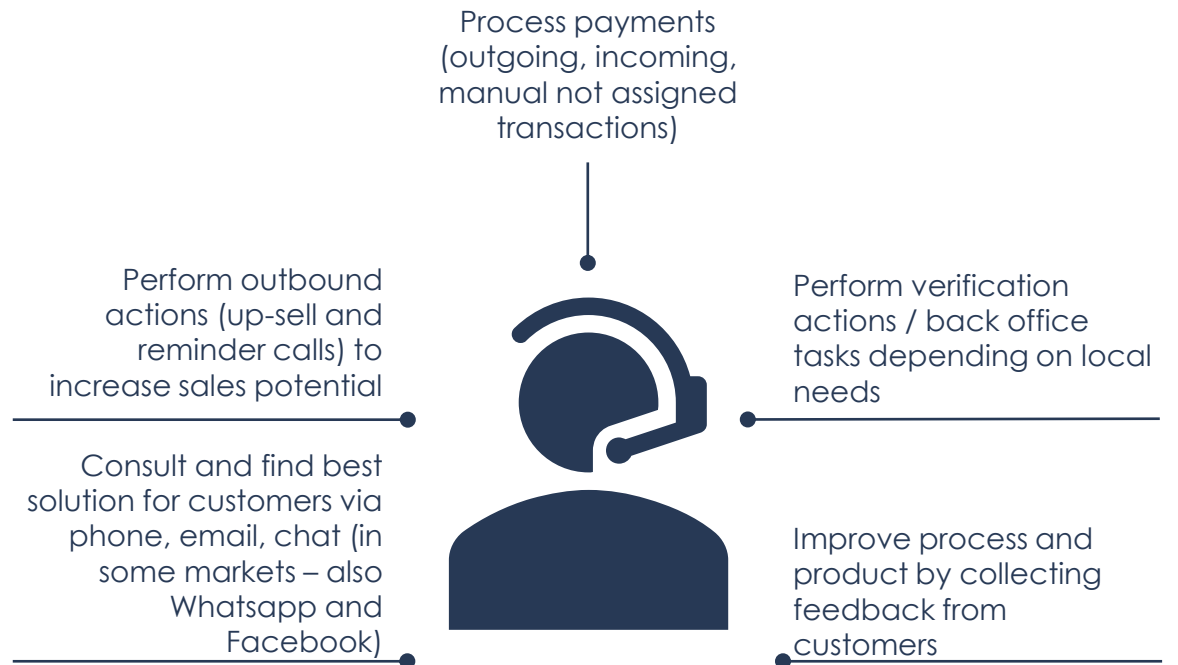 Process payments
(outgoing, incoming,
manual not assigned
transactions)
Perform outbound
actions (up-sell and
reminder calls) to
increase sales potential
Perform verification
actions / back office
tasks depending on local
needs
Consult and find best
solution for customers via
phone, email, chat (in
some markets – also
Whatsapp and
Facebook)
Improve process and
product by collecting
feedback from
customers